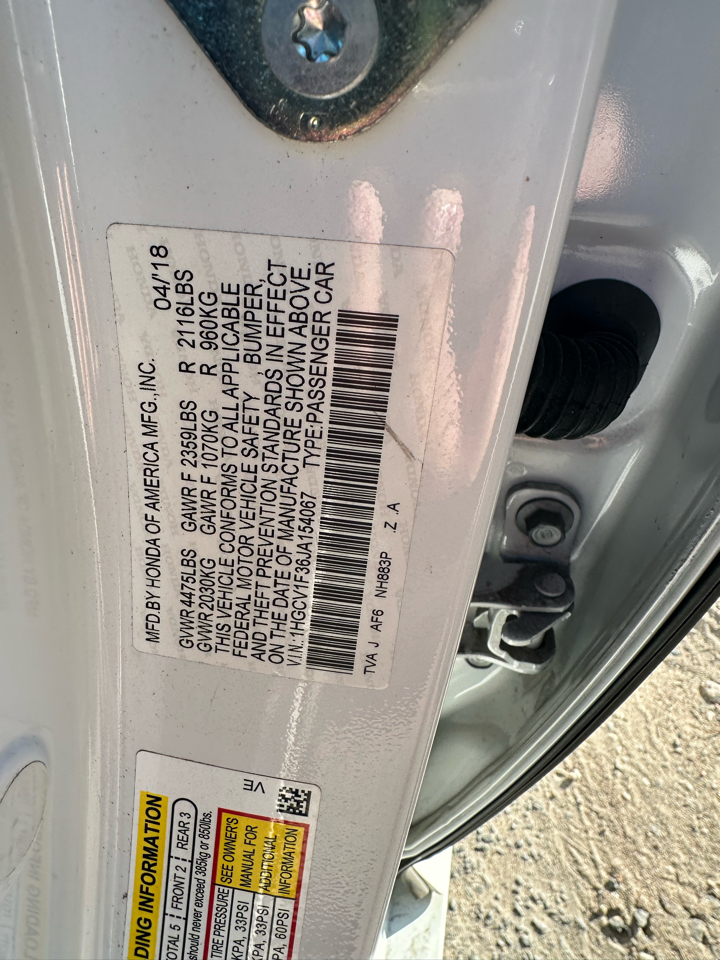 MFD.BY HONDA OF AMERICA MFG.,INC. 04/'18
GVWR 4475LBS GAWR F 2359LBS R 2116LBS
GVWR 2030KG GAWR F 1070KG R 960KG
THIS VEHICLE CONFORMS TO ALL APPLICABLE
FEDERAL MOTOR VEHICLE SAFETY , BUMPER,
AND THEFT PREVENTION STANDARDS IN EFFECT
ON THE DATE OF MANUFACTURE SHOWN ABOVE.
V.I.N.:1HGCV1F36JA154067 TYPE:PASSENGER CAR
TVA J AF6 NH883P .Z .A
VE
DING INFORMATION
OTAL 5 FRONT 2 REAR 3
should never exceed 385kg or 850lbs.
TIRE PRESSURE SEE OWNER'S
KPA, 33PSI MANUAL FOR
KPA, 33PSI ADDITIONAL
PA, 60PSI INFORMATION